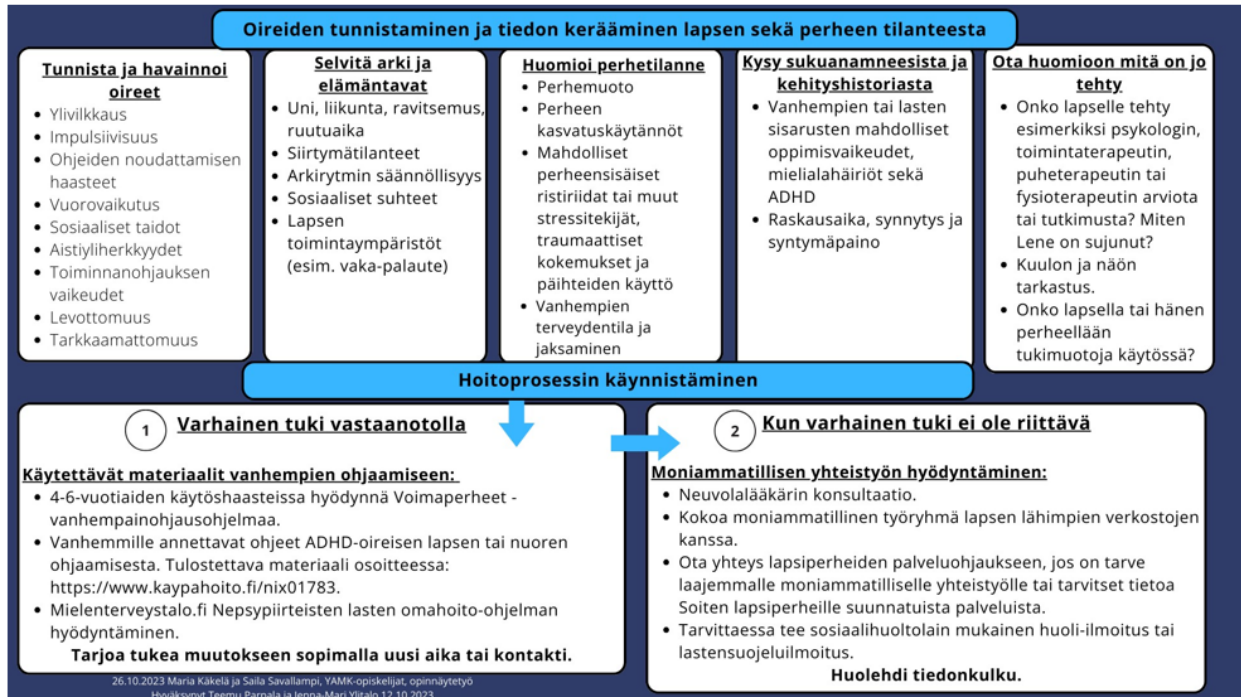 Oireiden tunnistaminen ja tiedon kerääminen lapsen sekä perheen tilanteesta
Tunnista ja havainnoi
oireet
• Ylivilkkaus
• Impulsiivisuus
• Ohjeiden noudattamisen
haasteet
• Vuorovaikutus
• Sosiaaliset taidot
• Aistiyliherkkyydet
• Toiminnanohjauksen
vaikeudet
• Levottomuus
• Tarkkaamattomuus
Selvitä arki ja
elämäntavat
• Uni, liikunta, ravitsemus,
ruutuaika
• Siirtymätilanteet
• Arkirytmin säännöllisyys
• Sosiaaliset suhteet
• Lapsen
toimintaympäristöt
(esim. vaka-palaute)
Huomioi perhetilanne
• Perhemuoto
• Perheen
kasvatuskäytännöt
• Mahdolliset
perheensisäiset
ristiriidat tai muut
stressitekijät,
traumaattiset
kokemukset ja
päihteiden käyttö
• Vanhempien
terveydentila ja
jaksaminen
Kysy sukuanamneesista ja
kehityshistoriasta
• Vanhempien tai lasten
sisarusten mahdolliset
oppimisvaikeudet,
mielialahäiriöt sekä
ADHD
• Raskausaika, synnytys ja
syntymäpaino
Ota huomioon mitä on jo
tehty
• Onko lapselle tehty
esimerkiksi psykologin,
toimintaterapeutin,
puheterapeutin tai
fysioterapeutin arviota
tai tutkimusta? Miten
Lene on sujunut?
• Kuulon ja näön
tarkastus.
• Onko lapsella tai hänen
perheellään
tukimuotoja käytössä?
Hoitoprosessin käynnistäminen
1 Varhainen tuki vastaanotolla
Käytettävät materiaalit vanhempien ohjaamiseen:
• 4-6-vuotiaiden käytöshaasteissa hyödynnä Voimaperheet -
vanhempainohjausohjelmaa.
• Vanhemmille annettavat ohjeet ADHD-oireisen lapsen tai nuoren
ohjaamisesta. Tulostettava materiaali osoitteessa:
https://www.kaypahoito.fi/nix01783.
• Mielenterveystalo.fi Nepsypiirteisten lasten omahoito-ohjelman
hyödyntäminen.
Tarjoa tukea muutokseen sopimalla uusi aika tai kontakti.
2 Kun varhainen tuki ei ole riittävä
Moniammatillisen yhteistyön hyödyntäminen:
• Neuvolalääkärin konsultaatio.
• Kokoa moniammatillinen työryhmä lapsen lähimpien verkostojen
kanssa.
• Ota yhteys lapsiperheiden palveluohjaukseen, jos on tarve
laajemmalle moniammatilliselle yhteistyölle tai tarvitset tietoa
Soiten lapsiperheille suunnatuista palveluista.
• Tarvittaessa tee sosiaalihuoltolain mukainen huoli-ilmoitus tai
lastensuojeluilmoitus.
Huolehdi tiedonkulku.
26.10.2023 Maria Käkelä ja Saila Savallampi, YAMK-opiskelijat, opinnäytetyö
Hyväksynyt Teemu Parpala ja Jenna-Mari Ylitalo 12.10.2023